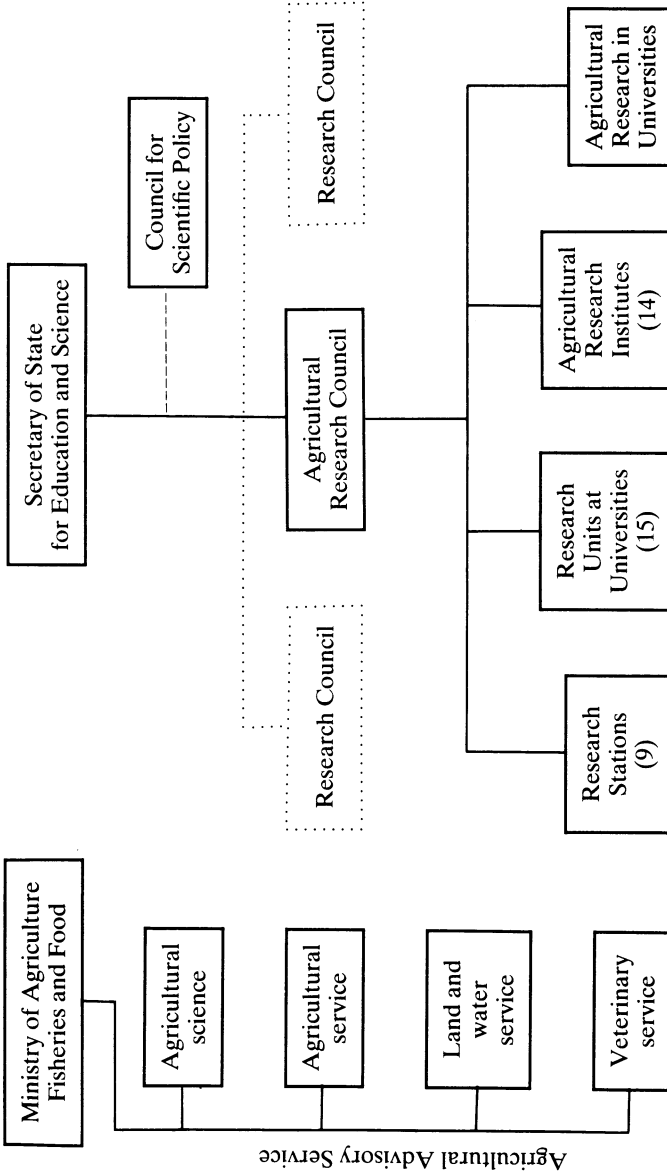 Ministry of Agriculture
Fisheries and Food
Agricultural Advisory Service
Agricultural
science
Agricultural
service
Land and
water
service
Veterinary
service
Secretary of State
for Education and Science
Council for
Scientific Policy
Research Council
Agricultural
Research Council
Research Council
Research
Stations
(9)
Research
Units at
Universities
(15)
Agricultural
Research
Institutes
(14)
Agricultural
Research in
Universities